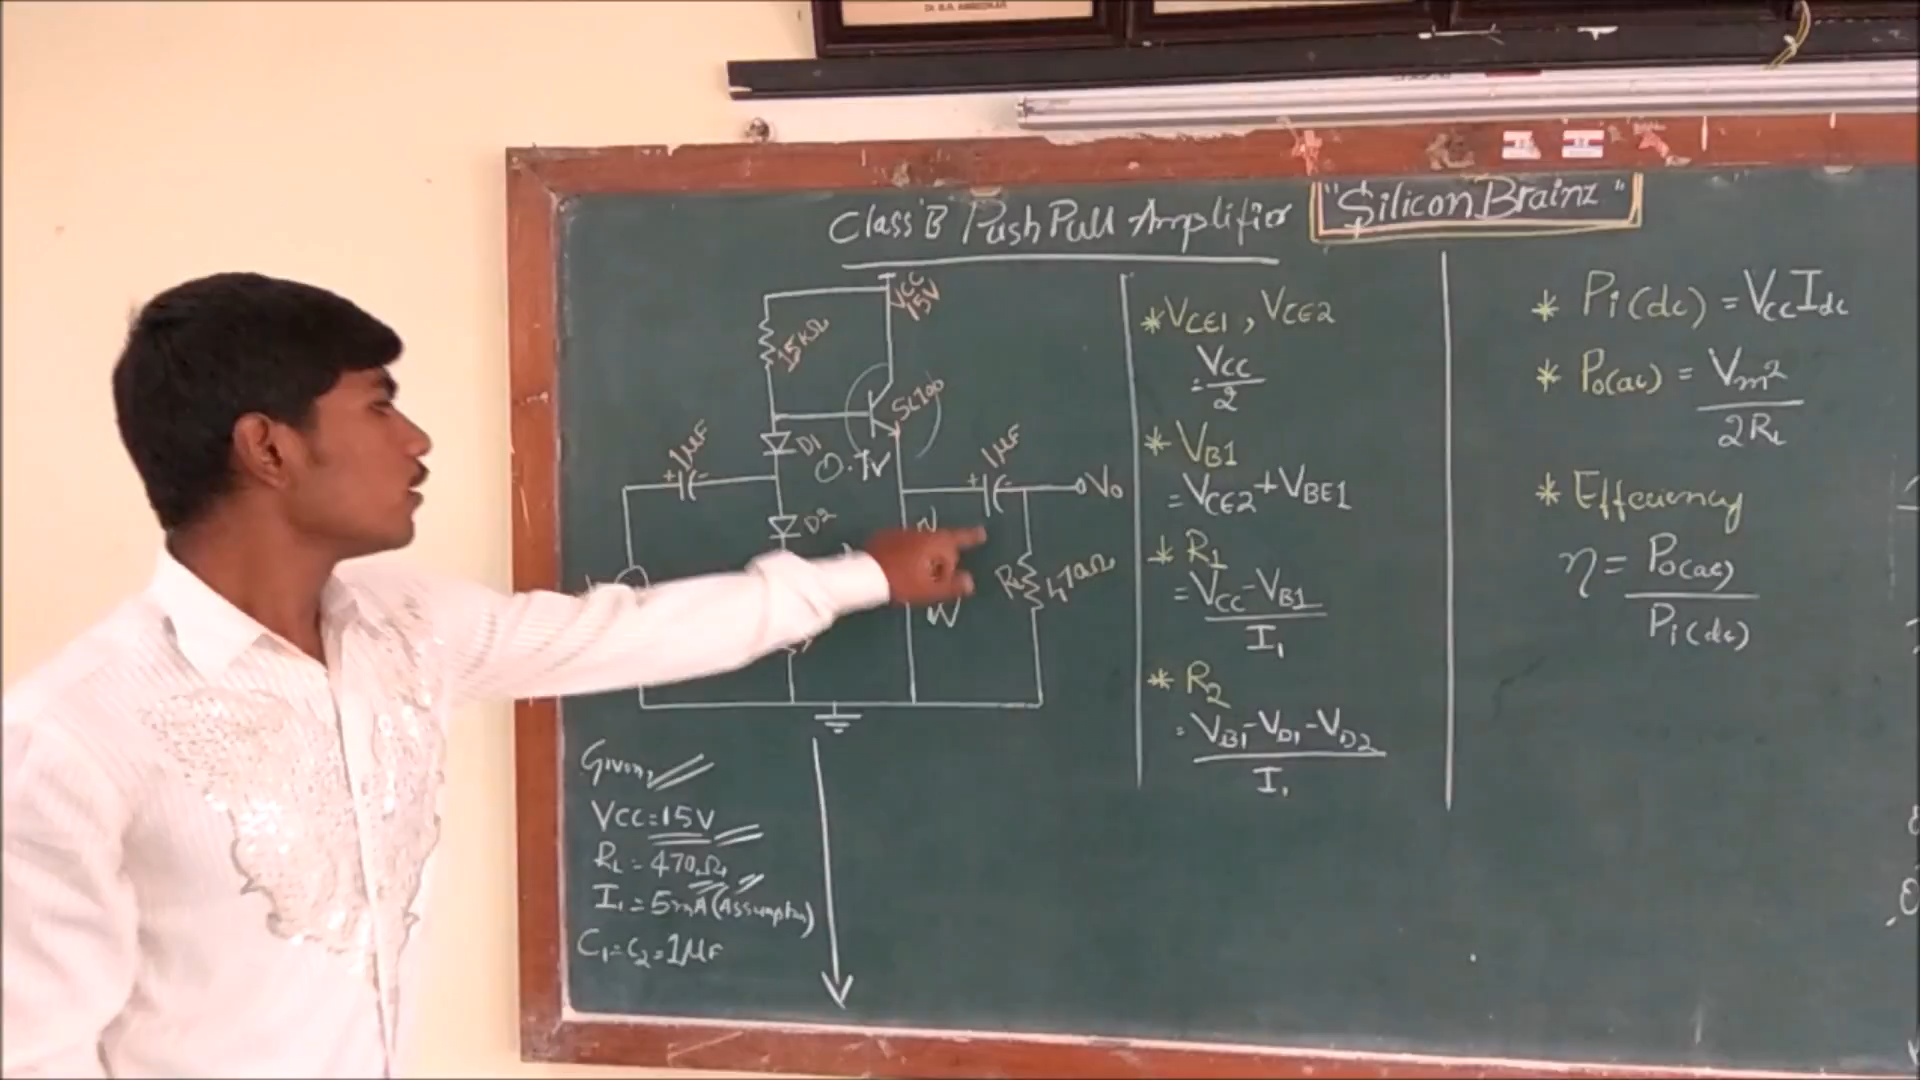 Dr. B.R. AMBEDKAR
Class B Push Pull Amplifier
"SiliconBrainz"
VCC
15V
15KΩ
SL100
D1
0.7V
1µF
+ -
D2
1µF
+ -
Vo
RL 470Ω
Given,
VCC=15V
RL=470Ω
I1=5mA(Assumption)
C1=C2=1µF
* VCE1, VCE2
= VCC/2
* VB1
= VCE2+VBE1
* R1
= VCC-VB1
I1
* R2
= VB1-VD1-VD2
I1
* Pi(dc) = VCC Idc
* Po(ac) = Vm²
2RL
* Effeciency
η = Po(ac)
Pi(dc)